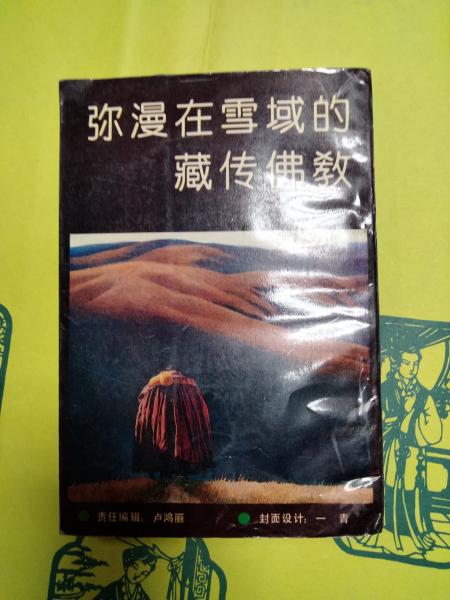 弥漫在雪域的
藏传佛教
责任编辑：卢鸿丽 封面设计：一青